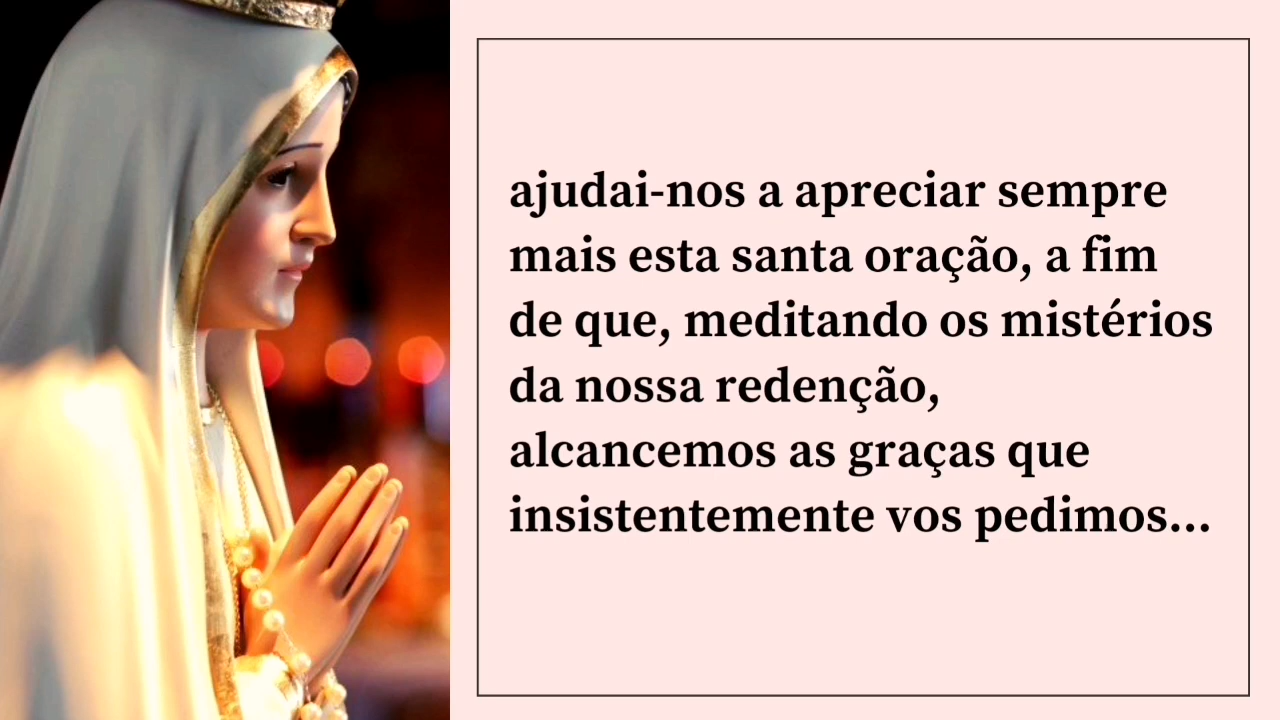 ajudai-nos a apreciar sempre
mais esta santa oração, a fim
de que, meditando os mistérios
da nossa redenção,
alcancemos as graças que
insistentemente vos pedimos...